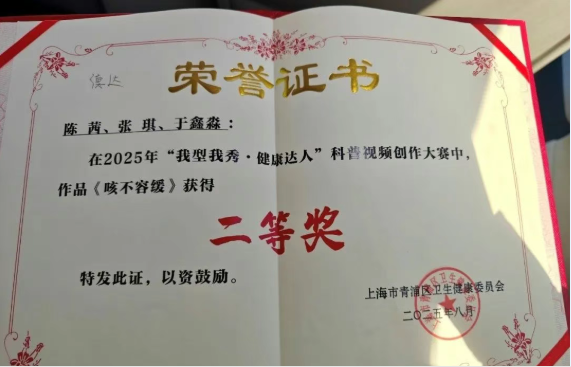 荣誉证书
陈茜、张琪、于鑫淼：
在2025年“我型我秀·健康达人”科普视频创作大赛中，
作品《咳不容缓》获得
二等奖
特发此证，以资鼓励。
上海市青浦区卫生健康委员会
二〇二五年八月